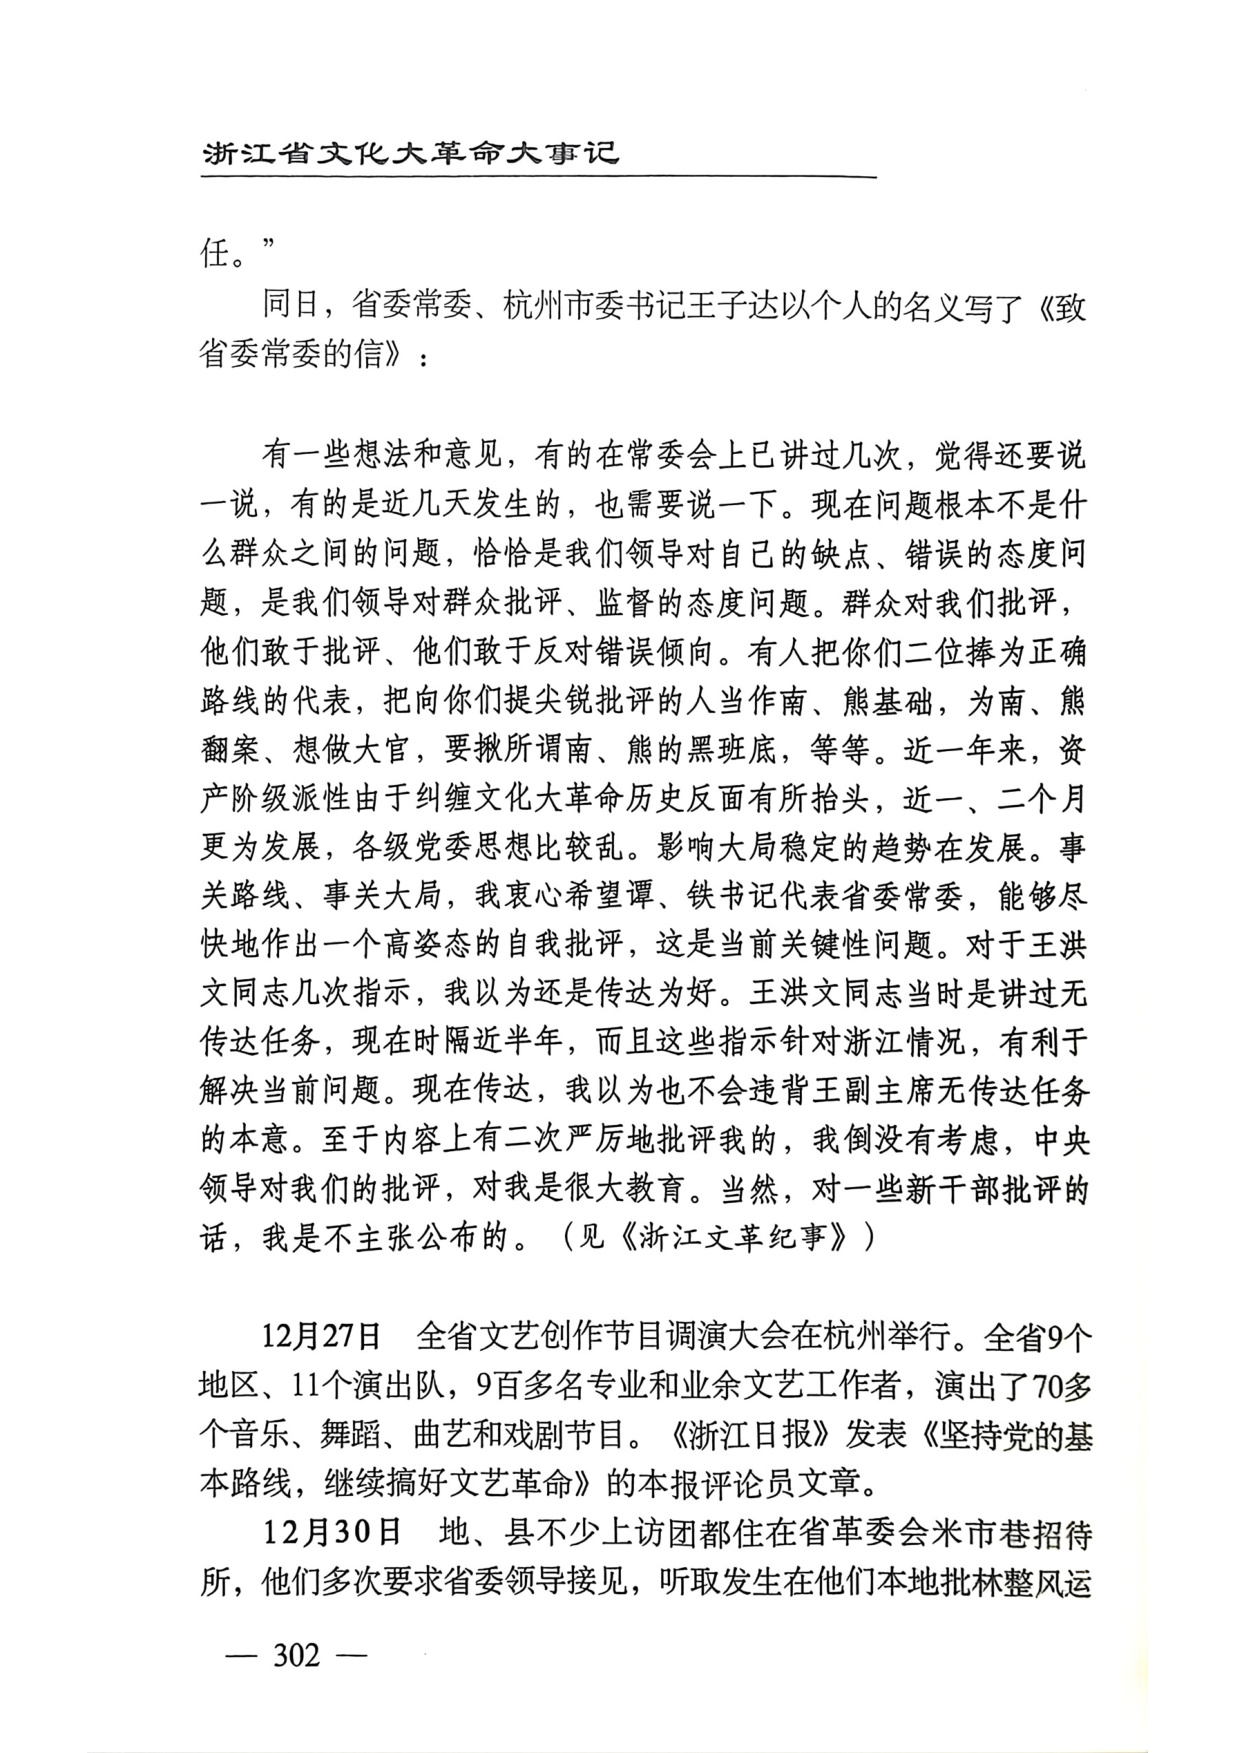 浙江省文化大革命大事记
任。”
同日，省委常委、杭州市委书记王子达以个人的名义写了《致
省委常委的信》：
有一些想法和意见，有的在常委会上已讲过几次，觉得还要说
一说，有的是近几天发生的，也需要说一下。现在问题根本不是什
么群众之间的问题，恰恰是我们领导对自己的缺点、错误的态度问
题，是我们领导对群众批评、监督的态度问题。群众对我们批评，
他们敢于批评、他们敢于反对错误倾向。有人把你们二位捧为正确
路线的代表，把向你们提尖锐批评的人当作南、熊基础，为南、熊
翻案、想做大官，要揪所谓南、熊的黑班底，等等。近一年来，资
产阶级派性由于纠缠文化大革命历史反面有所抬头，近一、二个月
更为发展，各级党委思想比较乱。影响大局稳定的趋势在发展。事
关路线、事关大局，我衷心希望谭、铁书记代表省委常委，能够尽
快地作出一个高姿态的自我批评，这是当前关键性问题。对于王洪
文同志几次指示，我以为还是传达为好。王洪文同志当时是讲过无
传达任务，现在时隔近半年，而且这些指示针对浙江情况，有利于
解决当前问题。现在传达，我以为也不会违背王副主席无传达任务
的本意。至于内容上有二次严厉地批评我的，我倒没有考虑，中央
领导对我们的批评，对我是很大教育。当然，对一些新干部批评的
话，我是不主张公布的。（见《浙江文革纪事》）
12月27日　全省文艺创作节目调演大会在杭州举行。全省9个
地区、11个演出队，9百多名专业和业余文艺工作者，演出了70多
个音乐、舞蹈、曲艺和戏剧节目。《浙江日报》发表《坚持党的基
本路线，继续搞好文艺革命》的本报评论员文章。
12月30日　地、县不少上访团都住在省革委会米市巷招待
所，他们多次要求省委领导接见，听取发生在他们本地批林整风运
— 302 —